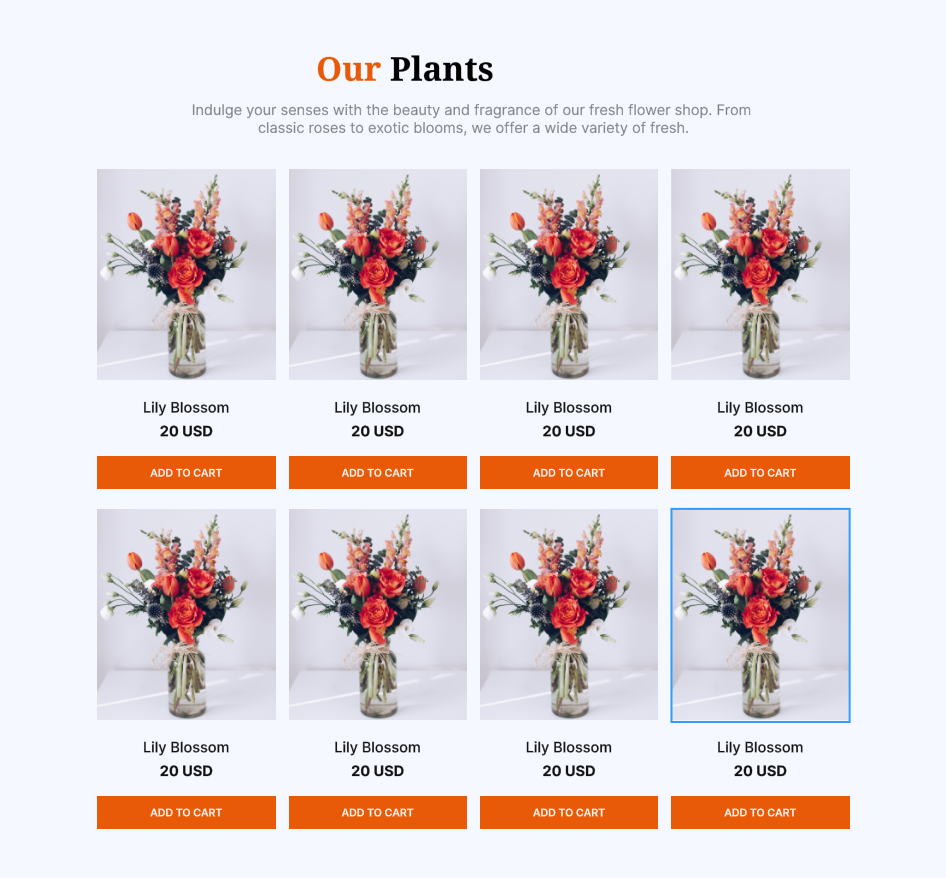 Our Plants
Indulge your senses with the beauty and fragrance of our fresh flower shop. From
classic roses to exotic blooms, we offer a wide variety of fresh.
Lily Blossom
20 USD
ADD TO CART
Lily Blossom
20 USD
ADD TO CART
Lily Blossom
20 USD
ADD TO CART
Lily Blossom
20 USD
ADD TO CART
Lily Blossom
20 USD
ADD TO CART
Lily Blossom
20 USD
ADD TO CART
Lily Blossom
20 USD
ADD TO CART
Lily Blossom
20 USD
ADD TO CART